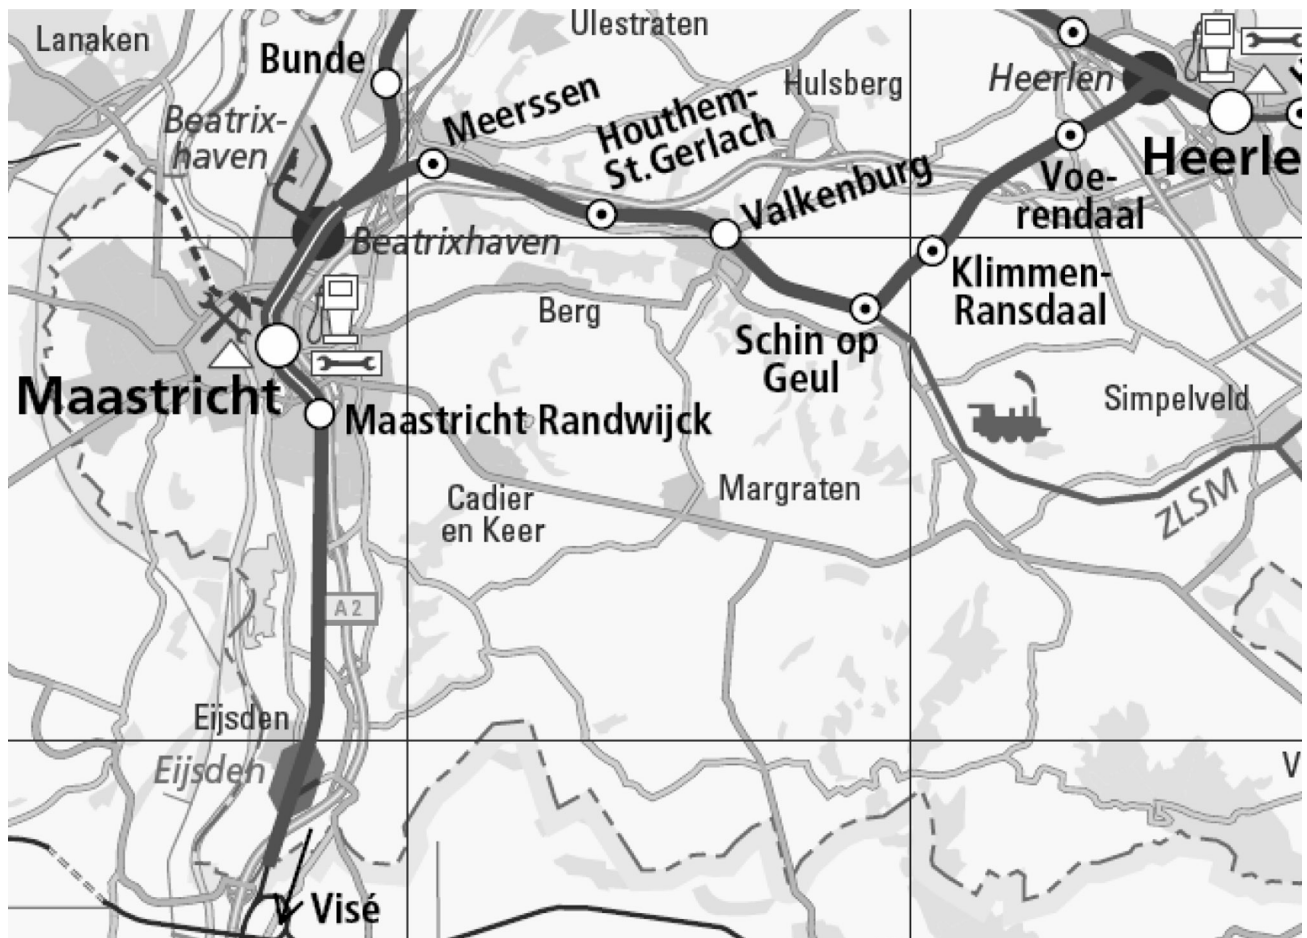 Lanaken
Bunde
Ulestraten
Beatrix-
haven
Meerssen
Houthem-
St.Gerlach
Hulsberg
Heerlen
Heerle
Voe-
rendaal
Valkenburg
Beatrixhaven
Klimmen-
Ransdaal
Berg
Schin op
Geul
Maastricht
Maastricht Randwijck
Simpelveld
Cadier
en Keer
Margraten
ZLSM
A2
Eijsden
Eijsden
V
Visé